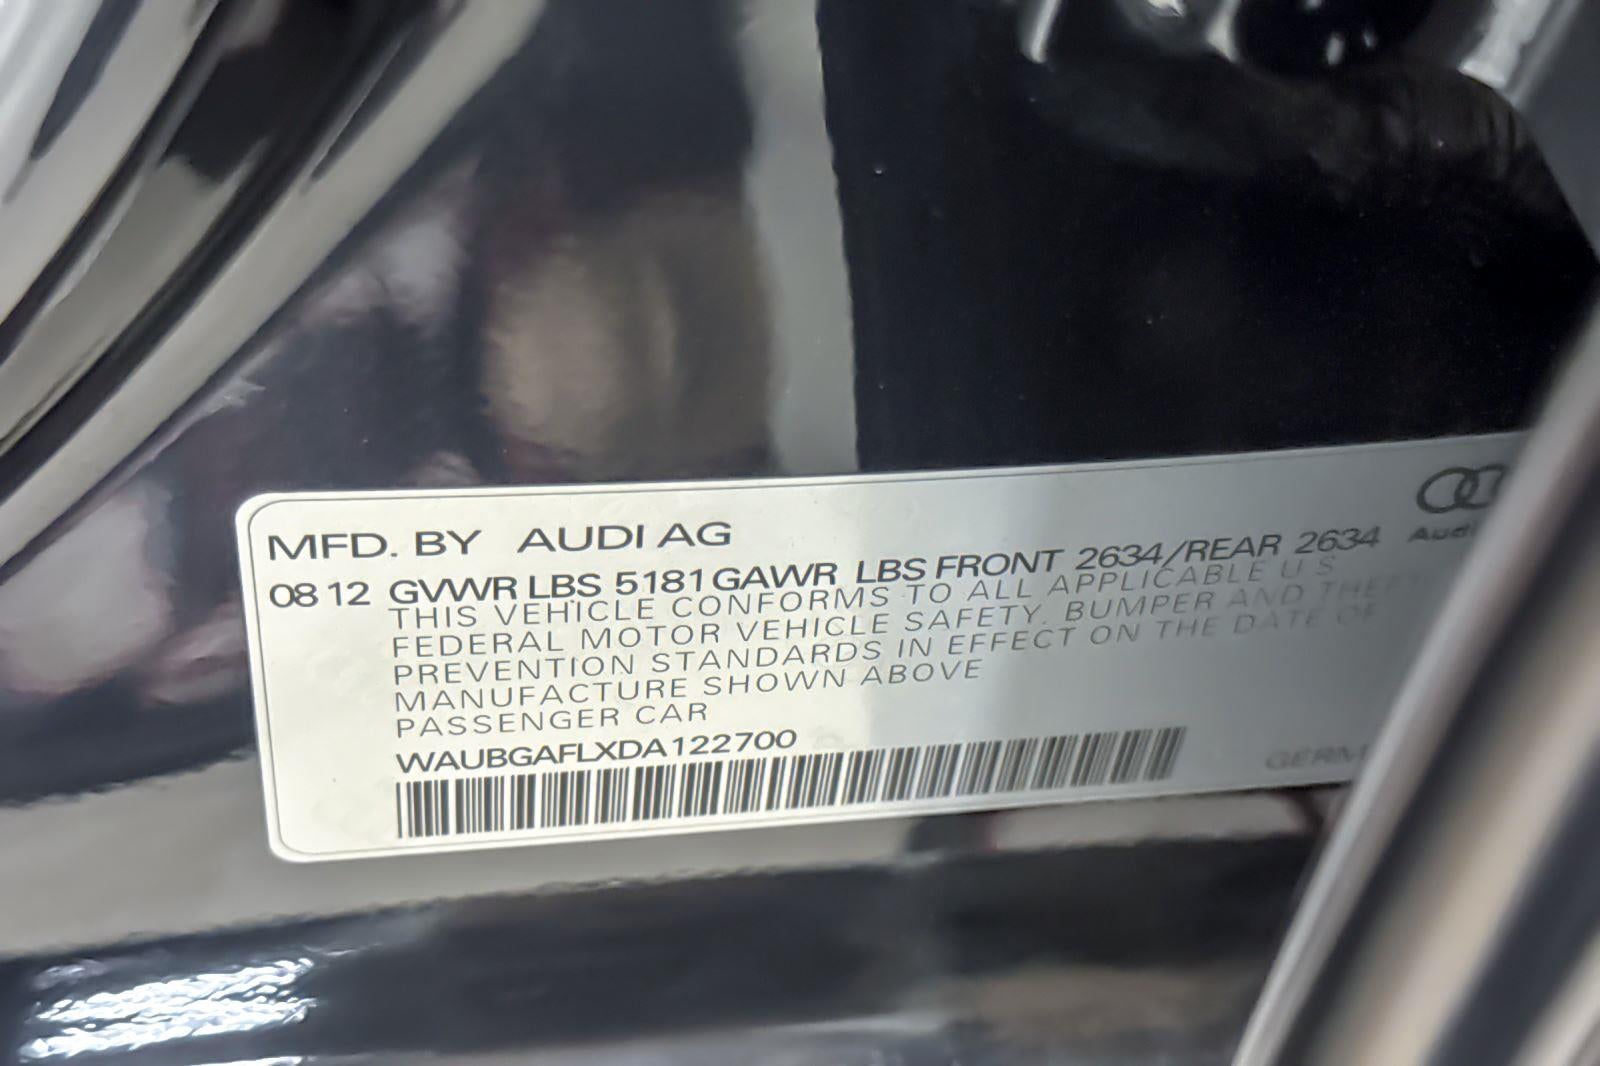 MFD. BY AUDI AG
08 12 GVWR LBS 5181 GAWR LBS FRONT 2634/REAR 2634
THIS VEHICLE CONFORMS TO ALL APPLICABLE U S
FEDERAL MOTOR VEHICLE SAFETY, BUMPER AND THEFT
PREVENTION STANDARDS IN EFFECT ON THE DATE OF
MANUFACTURE SHOWN ABOVE
PASSENGER CAR
WAUBGAFLXDA122700
Audi